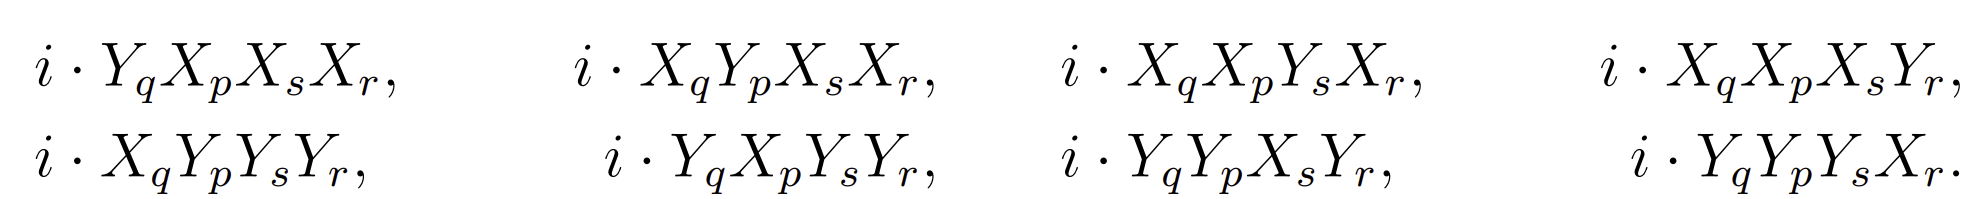 i · Y_q X_p X_s X_r, i · X_q Y_p X_s X_r, i · X_q X_p Y_s X_r, i · X_q X_p X_s Y_r,
i · X_q Y_p Y_s Y_r, i · Y_q X_p Y_s Y_r, i · Y_q Y_p X_s Y_r, i · Y_q Y_p Y_s X_r.